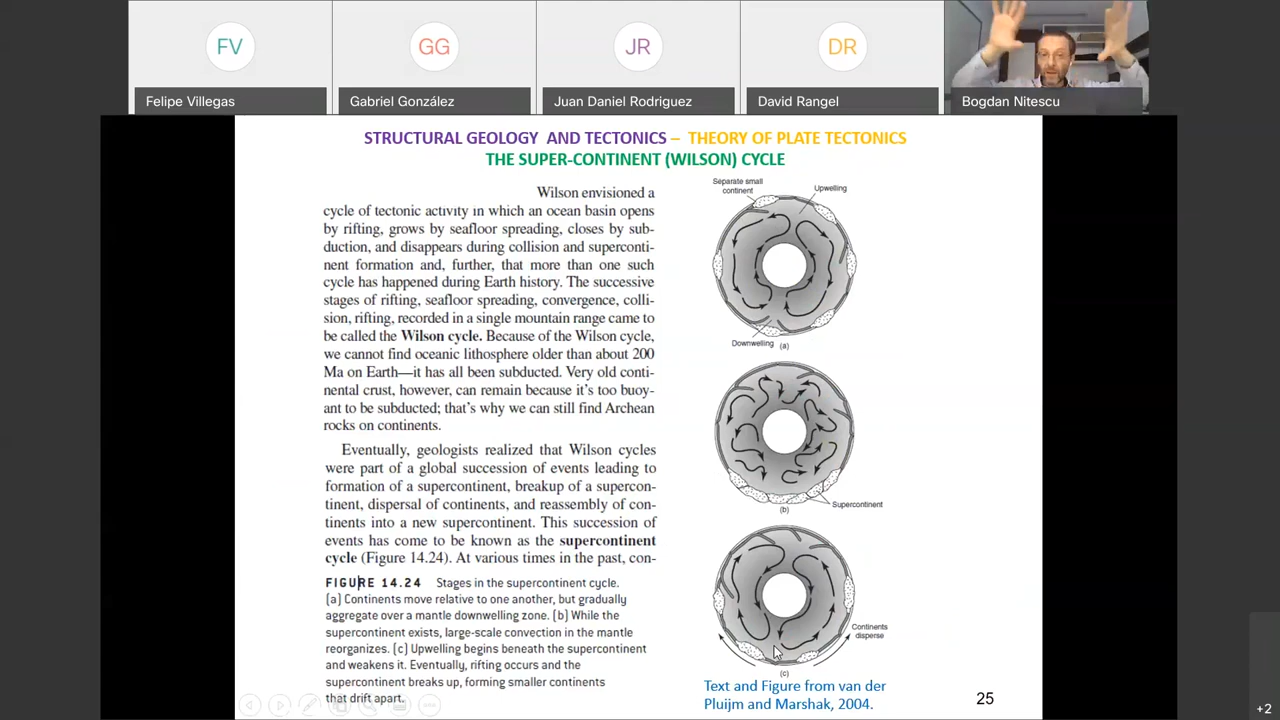 FV
GG
JR
DR
Felipe Villegas
Gabriel González
Juan Daniel Rodriguez
David Rangel
Bogdan Nitescu
STRUCTURAL GEOLOGY AND TECTONICS – THEORY OF PLATE TECTONICS
THE SUPER-CONTINENT (WILSON) CYCLE
Wilson envisioned a
cycle of tectonic activity in which an ocean basin opens
by rifting, grows by seafloor spreading, closes by sub-
duction, and disappears during collision and superconti-
nent formation and, further, that more than one such
cycle has happened during Earth history. The successive
stages of rifting, seafloor spreading, convergence, colli-
sion, rifting, recorded in a single mountain range came to
be called the Wilson cycle. Because of the Wilson cycle,
we cannot find oceanic lithosphere older than about 200
Ma on Earth—it has all been subducted. Very old conti-
nental crust, however, can remain because it's too buoy-
ant to be subducted; that's why we can still find Archean
rocks on continents.
Eventually, geologists realized that Wilson cycles
were part of a global succession of events leading to
formation of a supercontinent, breakup of a supercon-
tinent, dispersal of continents, and reassembly of con-
tinents into a new supercontinent. This succession of
events has come to be known as the supercontinent
cycle (Figure 14.24). At various times in the past, con-
FIGURE 14.24 Stages in the supercontinent cycle.
(a) Continents move relative to one another, but gradually
aggregate over a mantle downwelling zone. (b) While the
supercontinent exists, large-scale convection in the mantle
reorganizes. (c) Upwelling begins beneath the supercontinent
and weakens it. Eventually, rifting occurs and the
supercontinent breaks up, forming smaller continents
that drift apart.
Separate small
continent
Upwelling
Downwelling
(a)
Supercontinent
(b)
Continents
disperse
(c)
Text and Figure from van der
Pluijm and Marshak, 2004.
25
+2